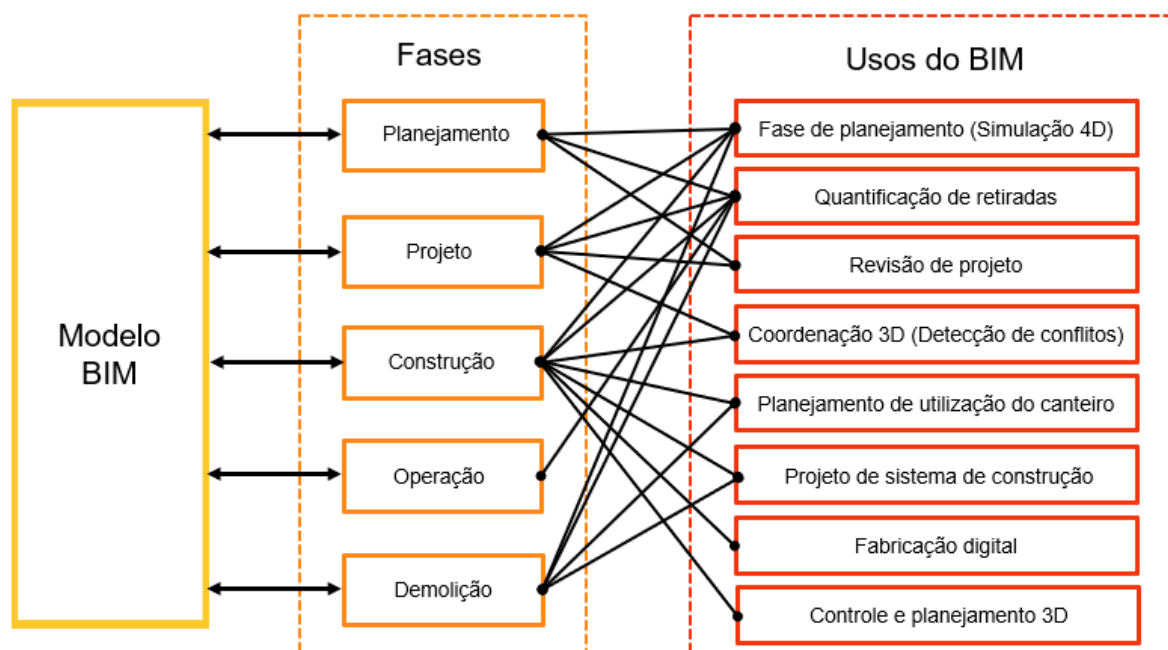 Fases
Usos do BIM
Modelo
BIM
Planejamento
Projeto
Construção
Operação
Demolição
Fase de planejamento (Simulação 4D)
Quantificação de retiradas
Revisão de projeto
Coordenação 3D (Detecção de conflitos)
Planejamento de utilização do canteiro
Projeto de sistema de construção
Fabricação digital
Controle e planejamento 3D